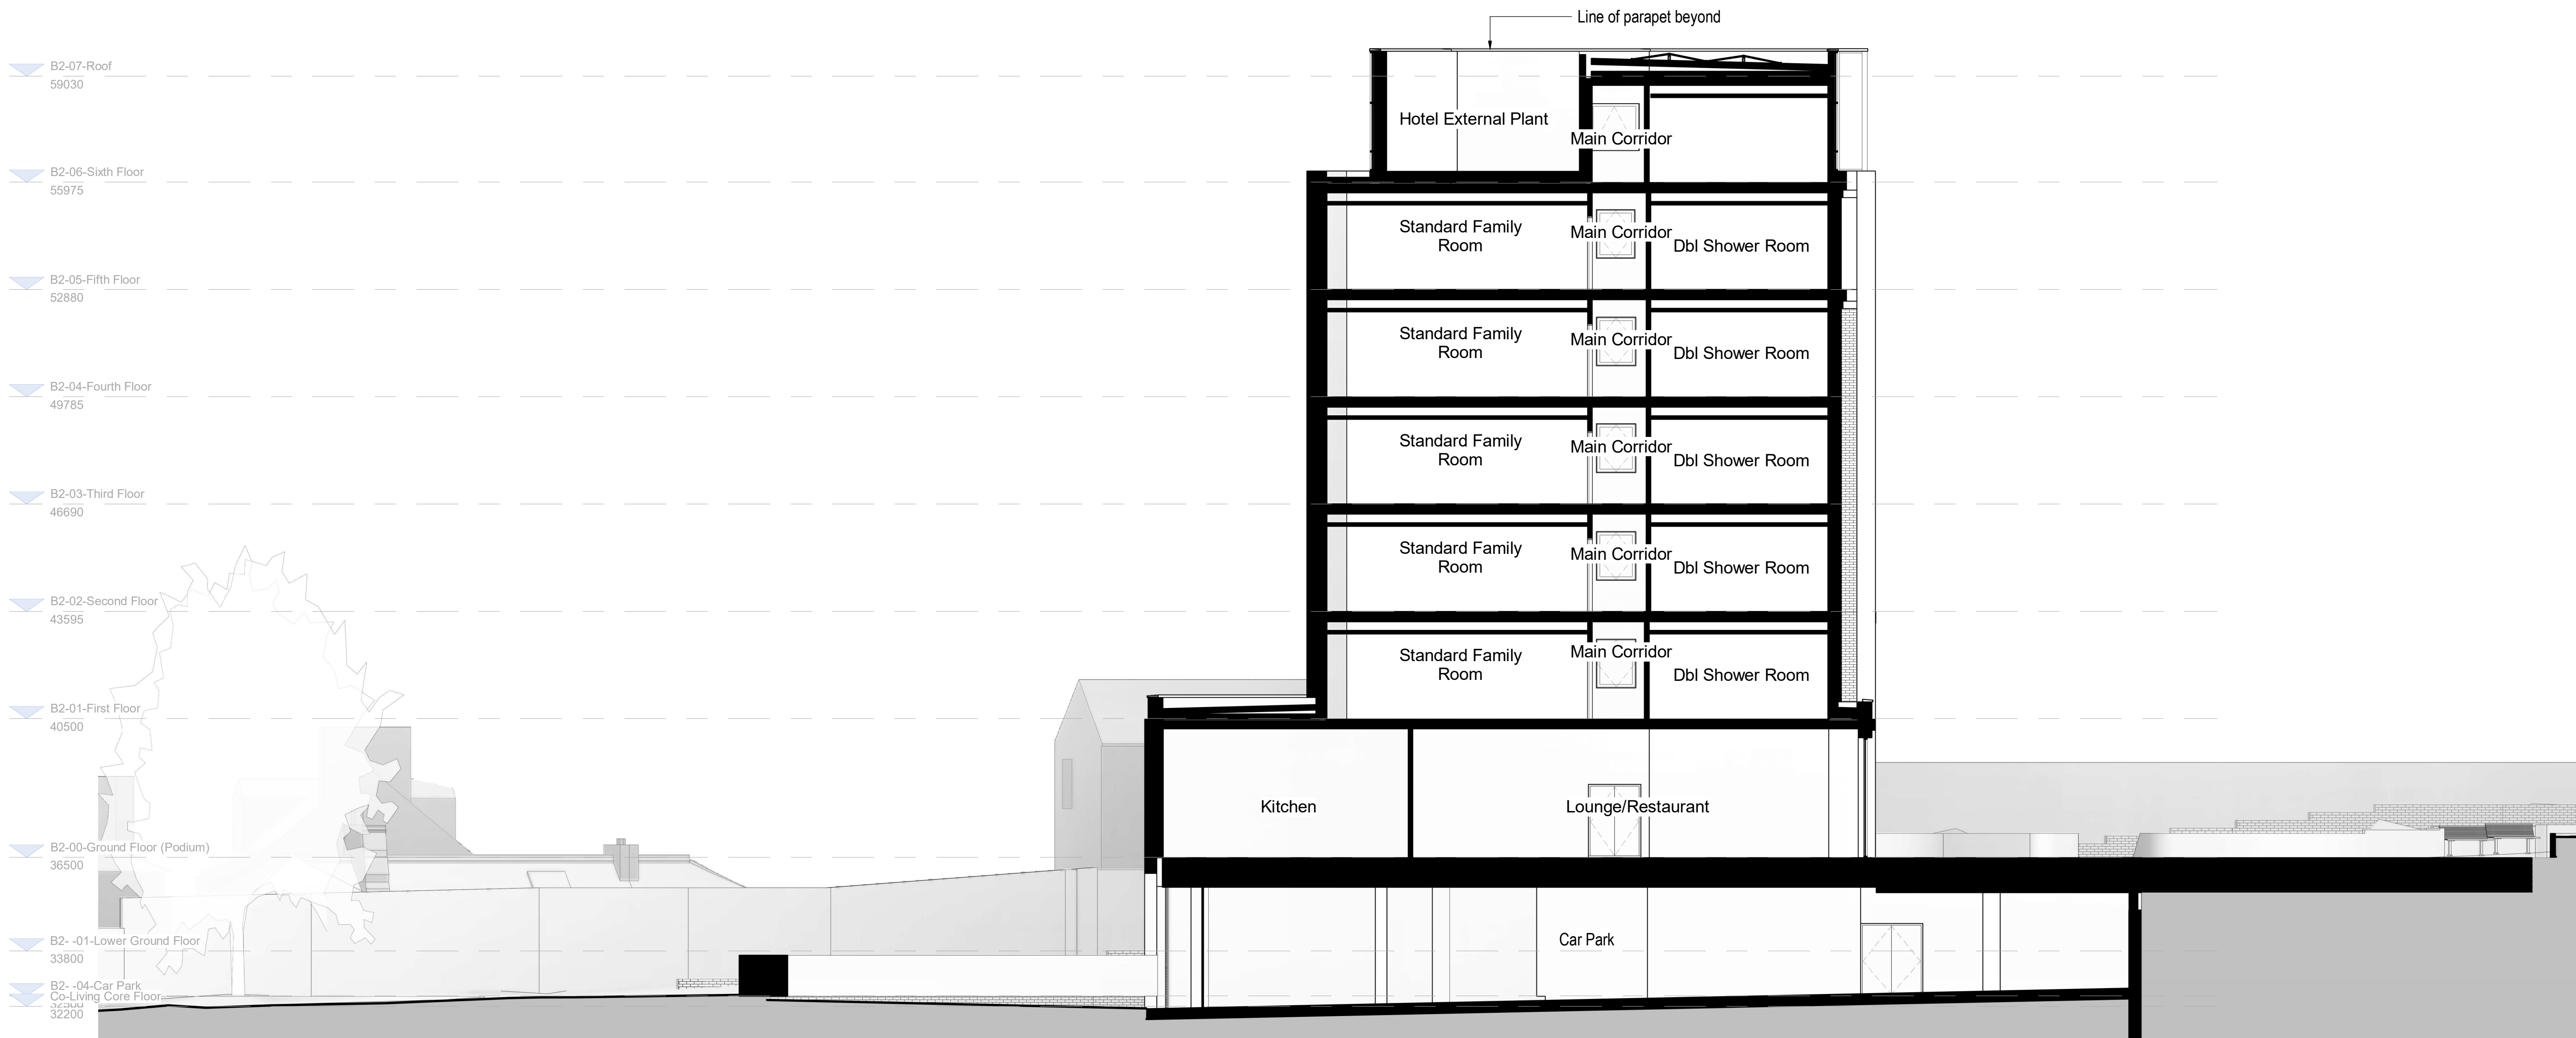 Line of parapet beyond
B2-07-Roof
59030
Hotel External Plant
Main Corridor
B2-06-Sixth Floor
55975
Standard Family
Room
Main Corridor
Dbl Shower Room
B2-05-Fifth Floor
52880
Standard Family
Room
Main Corridor
Dbl Shower Room
B2-04-Fourth Floor
49785
Standard Family
Room
Main Corridor
Dbl Shower Room
B2-03-Third Floor
46690
Standard Family
Room
Main Corridor
Dbl Shower Room
B2-02-Second Floor
43595
Standard Family
Room
Main Corridor
Dbl Shower Room
B2-01-First Floor
40500
Kitchen
Lounge/Restaurant
B2-00-Ground Floor (Podium)
36500
Car Park
B2- -01-Lower Ground Floor
33800
B2- -04-Car Park
Co-Living Core Floor
32500
32200